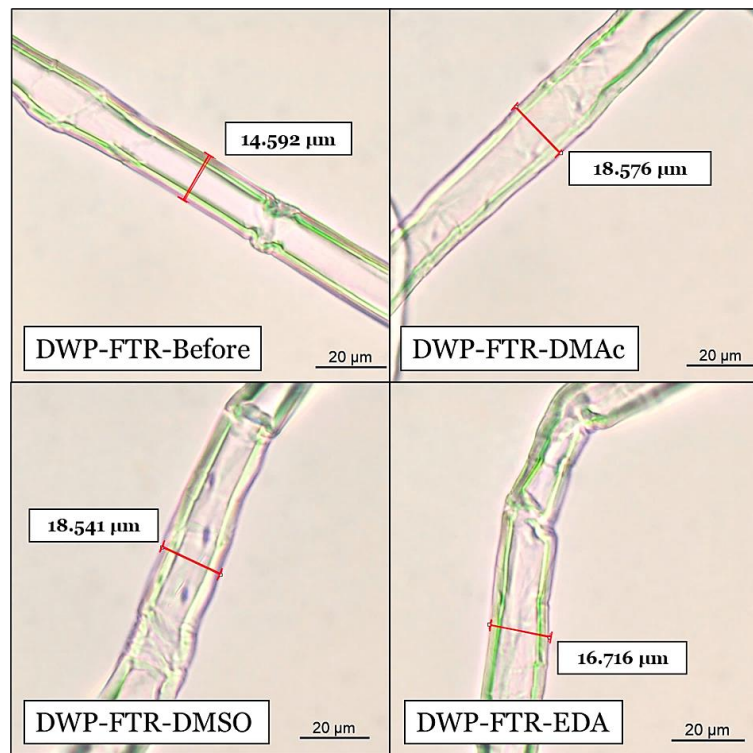 14.592 µm
DWP-FTR-Before
20 µm
18.576 µm
DWP-FTR-DMAc
20 µm
18.541 µm
DWP-FTR-DMSO
20 µm
16.716 µm
DWP-FTR-EDA
20 µm